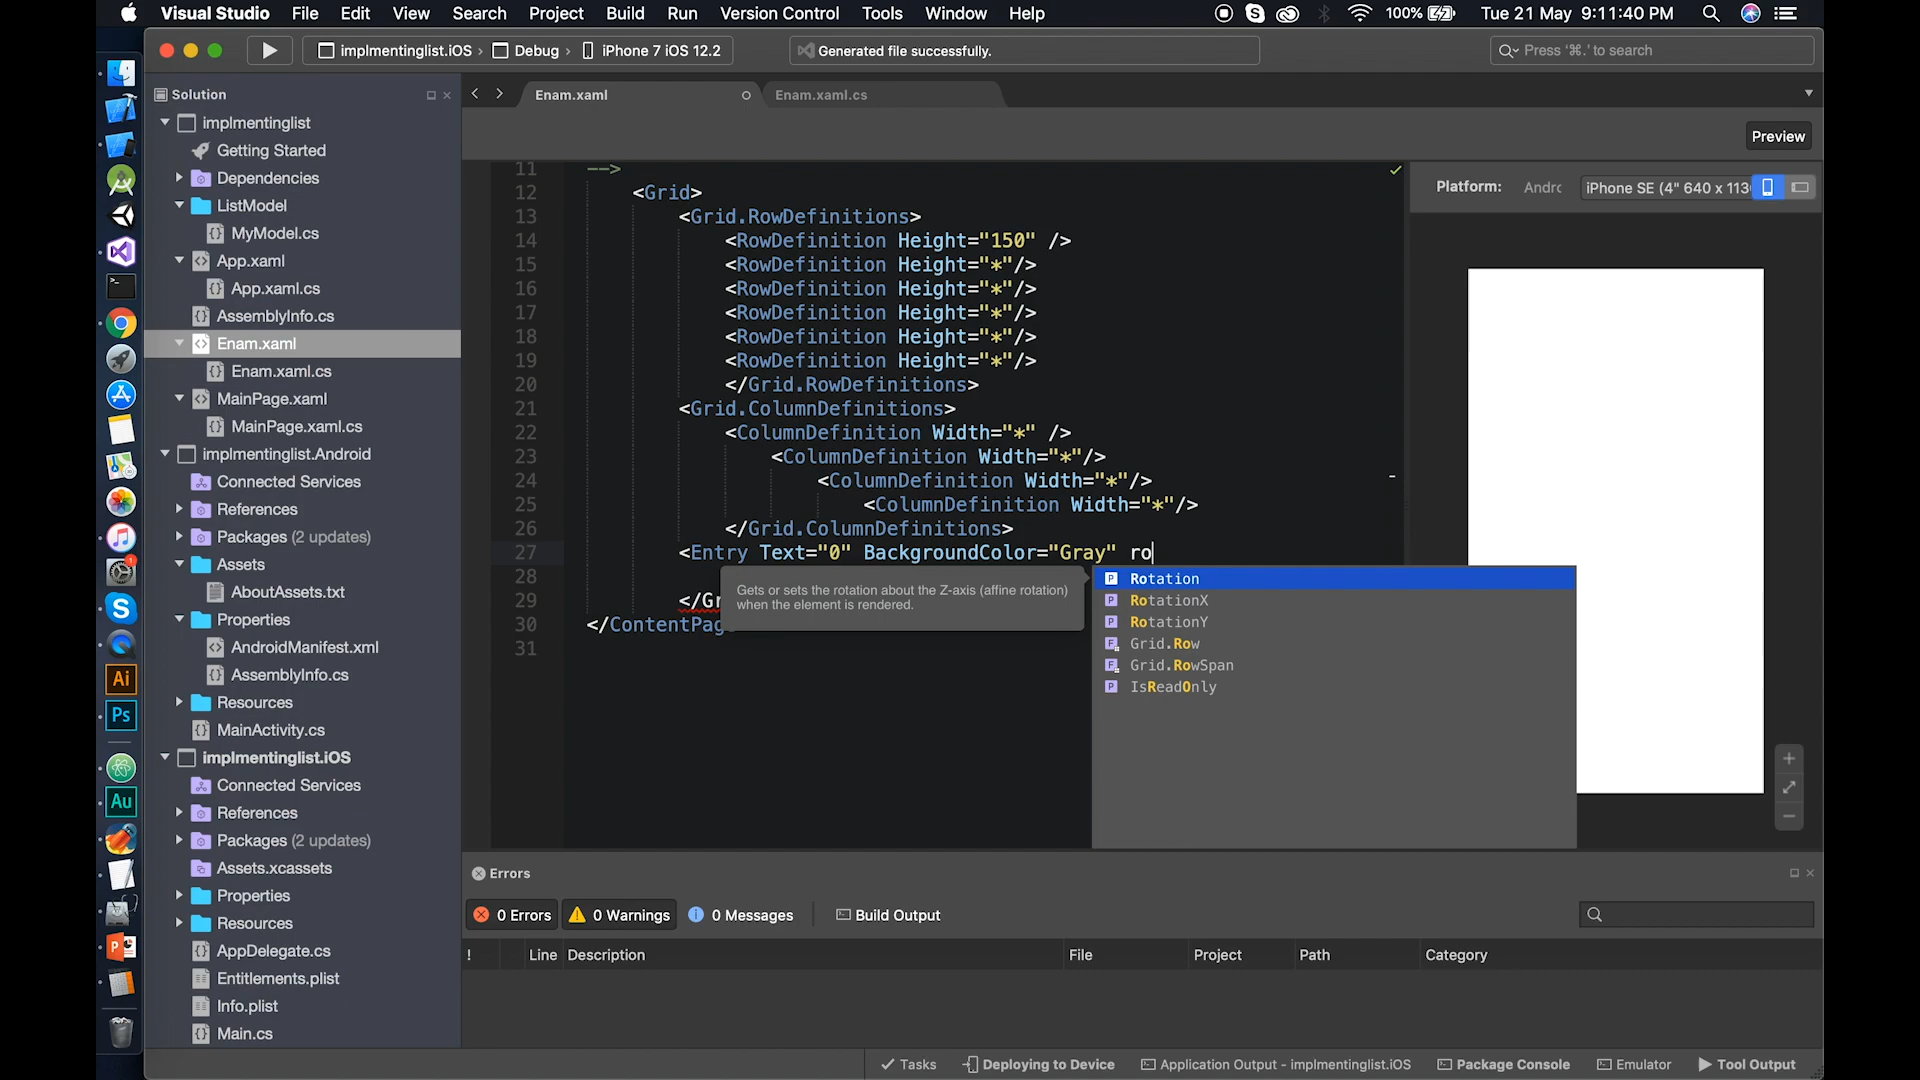 Visual Studio File Edit View Search Project Build Run Version Control Tools Window Help 100% Tue 21 May 9:11:40 PM
implmentinglist.iOS › Debug › iPhone 7 iOS 12.2
Generated file successfully.
Press '⌘.' to search
Solution
implmentinglist
Getting Started
Dependencies
ListModel
MyModel.cs
App.xaml
App.xaml.cs
AssemblyInfo.cs
Enam.xaml
Enam.xaml.cs
MainPage.xaml
MainPage.xaml.cs
implmentinglist.Android
Connected Services
References
Packages (2 updates)
Assets
AboutAssets.txt
Properties
AndroidManifest.xml
AssemblyInfo.cs
Resources
MainActivity.cs
implmentinglist.iOS
Connected Services
References
Packages (2 updates)
Assets.xcassets
Properties
Resources
AppDelegate.cs
Entitlements.plist
Info.plist
Main.cs
Enam.xaml
Enam.xaml.cs
Preview
Platform: Andrc iPhone SE (4" 640 x 113
11 -->
12 <Grid>
13 <Grid.RowDefinitions>
14 <RowDefinition Height="150" />
15 <RowDefinition Height="*"/>
16 <RowDefinition Height="*"/>
17 <RowDefinition Height="*"/>
18 <RowDefinition Height="*"/>
19 <RowDefinition Height="*"/>
20 </Grid.RowDefinitions>
21 <Grid.ColumnDefinitions>
22 <ColumnDefinition Width="*" />
23 <ColumnDefinition Width="*"/>
24 <ColumnDefinition Width="*"/>
25 <ColumnDefinition Width="*"/>
26 </Grid.ColumnDefinitions>
27 <Entry Text="0" BackgroundColor="Gray" ro
28
29 </Gr
30 </ContentPag
31
Gets or sets the rotation about the Z-axis (affine rotation)
when the element is rendered.
Rotation
RotationX
RotationY
Grid.Row
Grid.RowSpan
IsReadOnly
Errors
0 Errors 0 Warnings 0 Messages Build Output
! Line Description File Project Path Category
Tasks Deploying to Device Application Output - implmentinglist.iOS Package Console Emulator Tool Output
Ai
Ps
Au
1